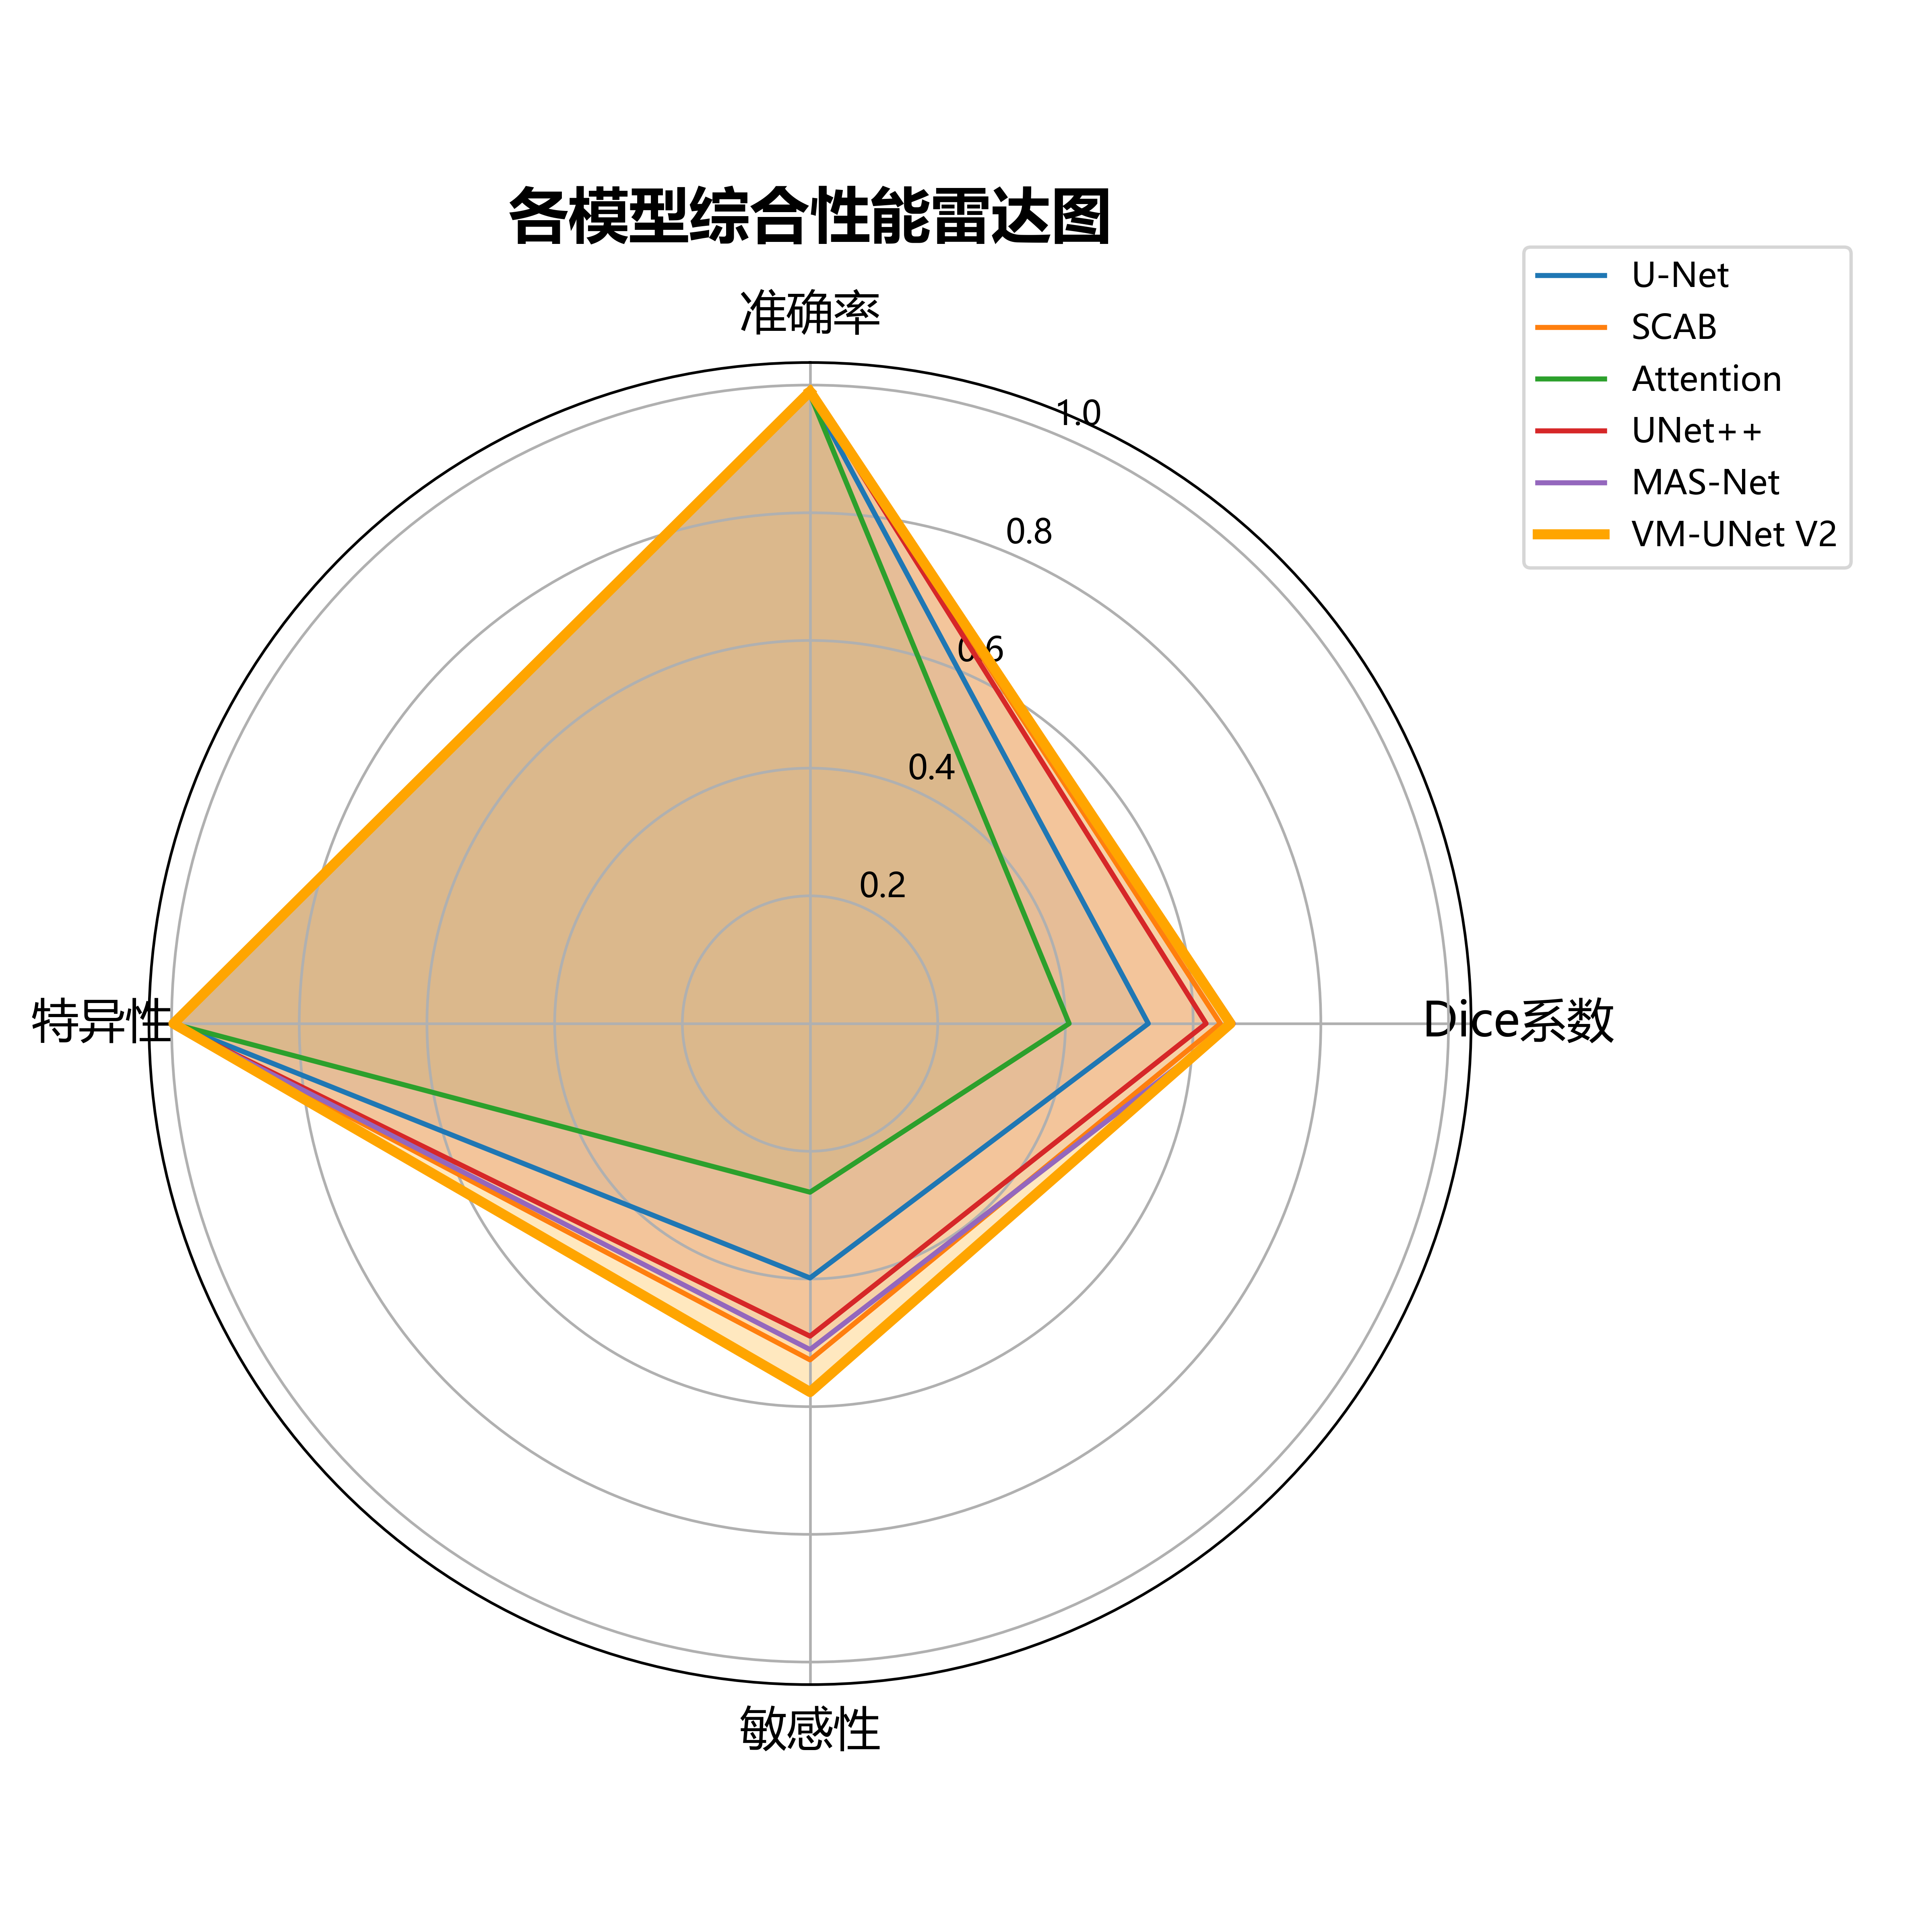 各模型综合性能雷达图
准确率
U-Net
SCAB
Attention
UNet++
MAS-Net
VM-UNet V2
1.0
0.8
0.6
0.4
0.2
特异性
Dice系数
敏感性